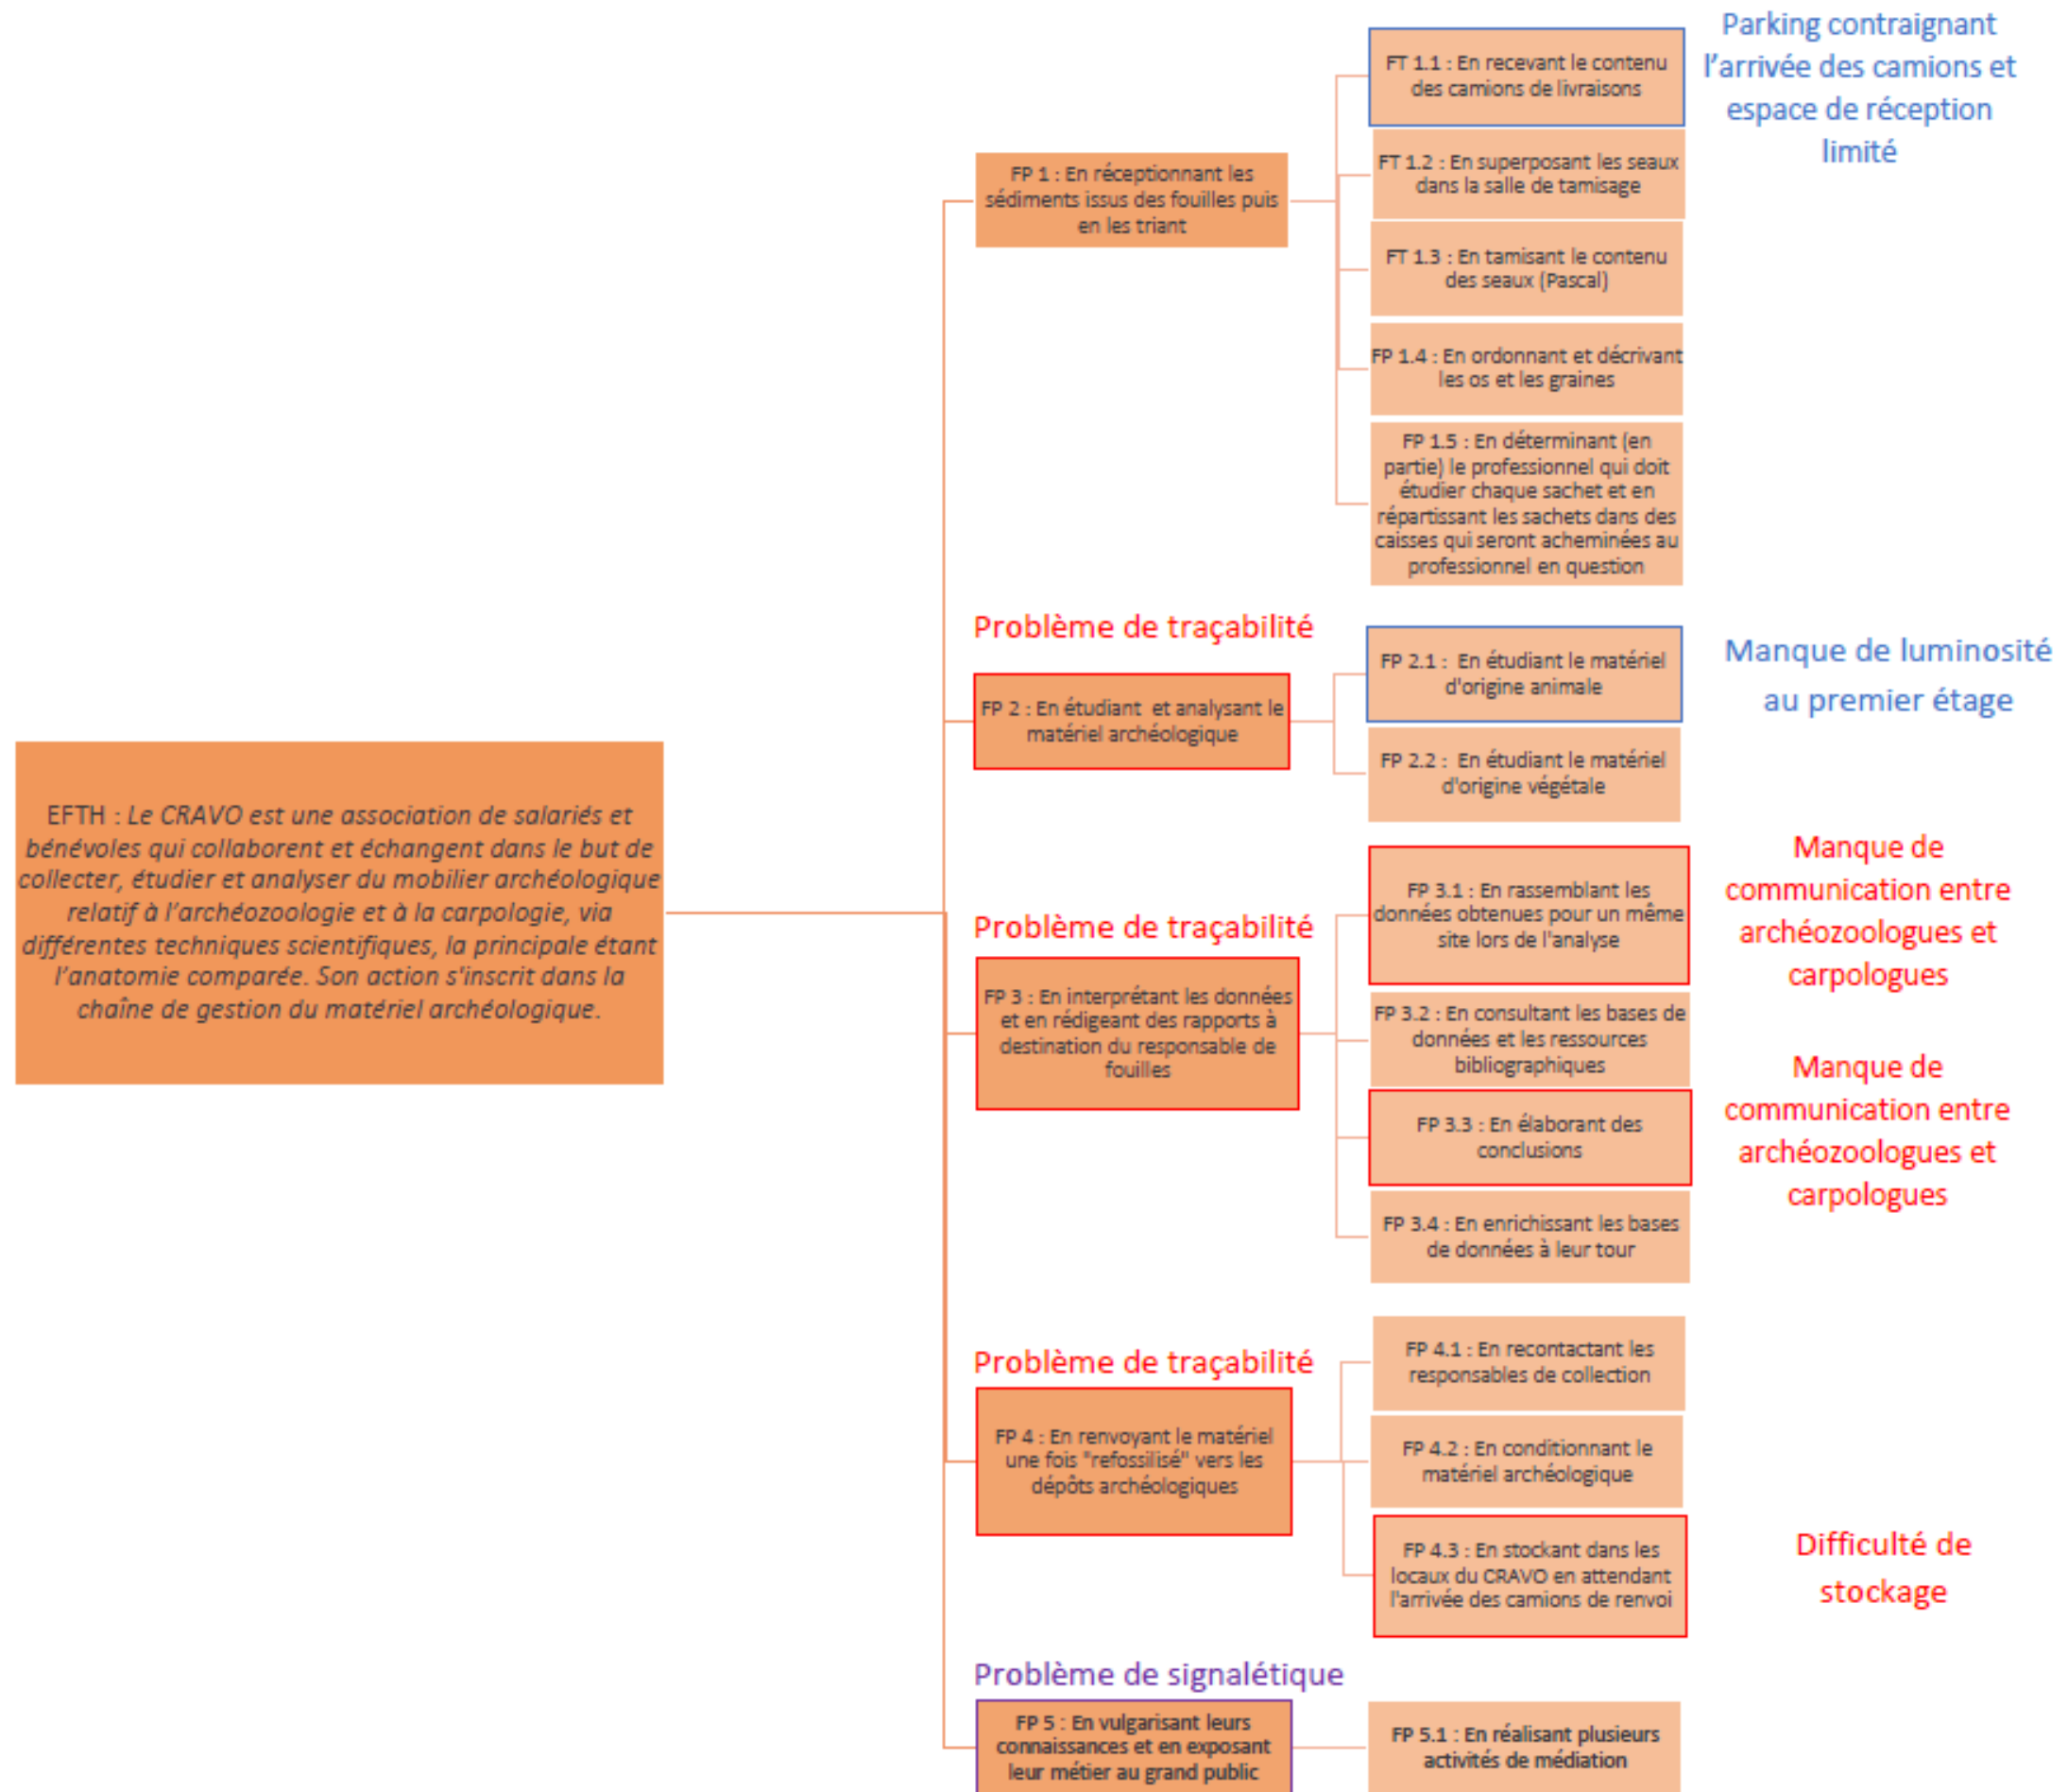 EFTH : Le CRAVO est une association de salariés et
bénévoles qui collaborent et échangent dans le but de
collecter, étudier et analyser du mobilier archéologique
relatif à l’archéozoologie et à la carpologie, via
différentes techniques scientifiques, la principale étant
l’anatomie comparée. Son action s'inscrit dans la
chaîne de gestion du matériel archéologique.
FP 1 : En réceptionnant les
sédiments issus des fouilles puis
en les triant
FT 1.1 : En recevant le contenu
des camions de livraisons
Parking contraignant
l’arrivée des camions et
espace de réception
limité
FT 1.2 : En superposant les seaux
dans la salle de tamisage
FT 1.3 : En tamisant le contenu
des seaux (Pascal)
FP 1.4 : En ordonnant et décrivant
les os et les graines
FP 1.5 : En déterminant (en
partie) le professionnel qui doit
étudier chaque sachet et en
répartissant les sachets dans des
caisses qui seront acheminées au
professionnel en question
Problème de traçabilité
FP 2 : En étudiant et analysant le
matériel archéologique
FP 2.1 : En étudiant le matériel
d'origine animale
Manque de luminosité
au premier étage
FP 2.2 : En étudiant le matériel
d'origine végétale
Problème de traçabilité
FP 3 : En interprétant les données
et en rédigeant des rapports à
destination du responsable de
fouilles
FP 3.1 : En rassemblant les
données obtenues pour un même
site lors de l'analyse
Manque de
communication entre
archéozoologues et
carpologues
FP 3.2 : En consultant les bases de
données et les ressources
bibliographiques
FP 3.3 : En élaborant des
conclusions
Manque de
communication entre
archéozoologues et
carpologues
FP 3.4 : En enrichissant les bases
de données à leur tour
Problème de traçabilité
FP 4 : En renvoyant le matériel
une fois "refossilisé" vers les
dépôts archéologiques
FP 4.1 : En recontactant les
responsables de collection
FP 4.2 : En conditionnant le
matériel archéologique
FP 4.3 : En stockant dans les
locaux du CRAVO en attendant
l'arrivée des camions de renvoi
Difficulté de
stockage
Problème de signalétique
FP 5 : En vulgarisant leurs
connaissances et en exposant
leur métier au grand public
FP 5.1 : En réalisant plusieurs
activités de médiation